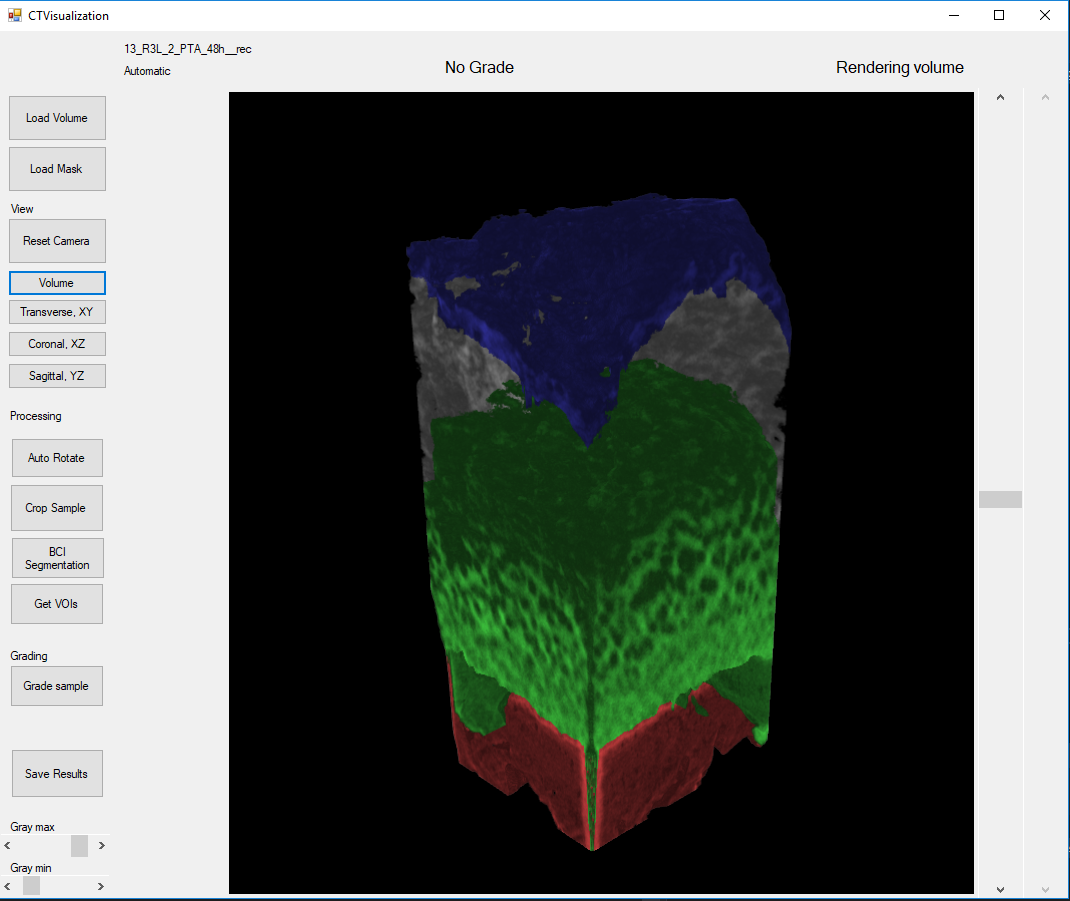 CTVisualization
13_R3L_2_PTA_48h__rec
Automatic
No Grade
Rendering volume
Load Volume
Load Mask
View
Reset Camera
Volume
Transverse, XY
Coronal, XZ
Sagittal, YZ
Processing
Auto Rotate
Crop Sample
BCI
Segmentation
Get VOIs
Grading
Grade sample
Save Results
Gray max
Gray min